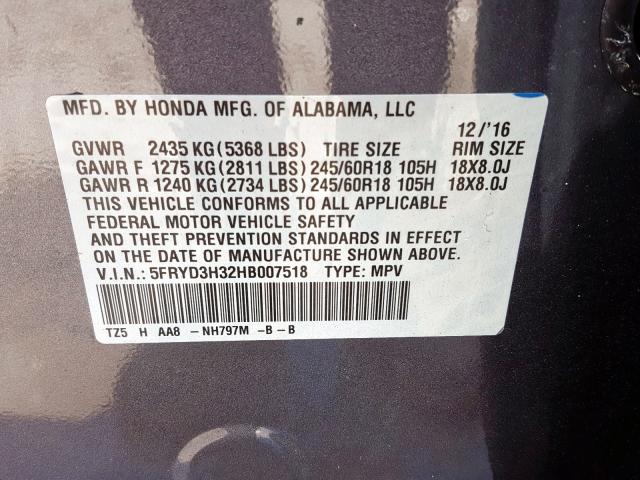 MFD. BY HONDA MFG. OF ALABAMA, LLC
12/'16
GVWR 2435 KG (5368 LBS) TIRE SIZE RIM SIZE
GAWR F 1275 KG (2811 LBS) 245/60R18 105H 18X8.0J
GAWR R 1240 KG (2734 LBS) 245/60R18 105H 18X8.0J
THIS VEHICLE CONFORMS TO ALL APPLICABLE
FEDERAL MOTOR VEHICLE SAFETY
AND THEFT PREVENTION STANDARDS IN EFFECT
ON THE DATE OF MANUFACTURE SHOWN ABOVE.
V.I.N.: 5FRYD3H32HB007518 TYPE: MPV
TZ5 H AA8 -NH797M -B-B